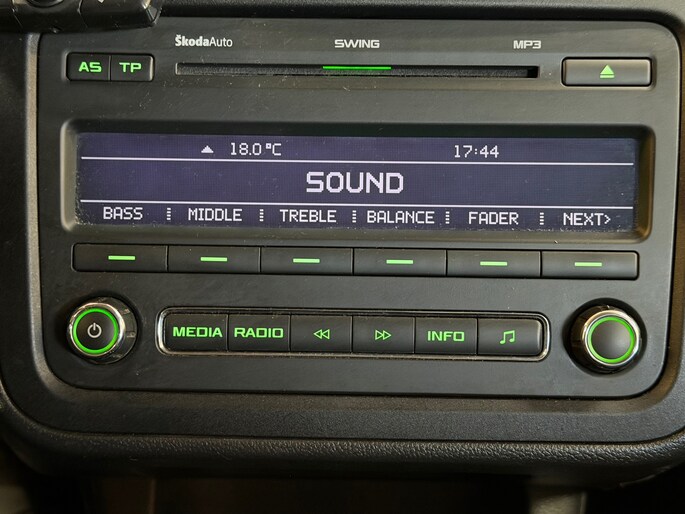 ŠkodaAuto SWING MP3
AS TP
18.0°C 17:44
SOUND
BASS MIDDLE TREBLE BALANCE FADER NEXT>
MEDIA RADIO INFO